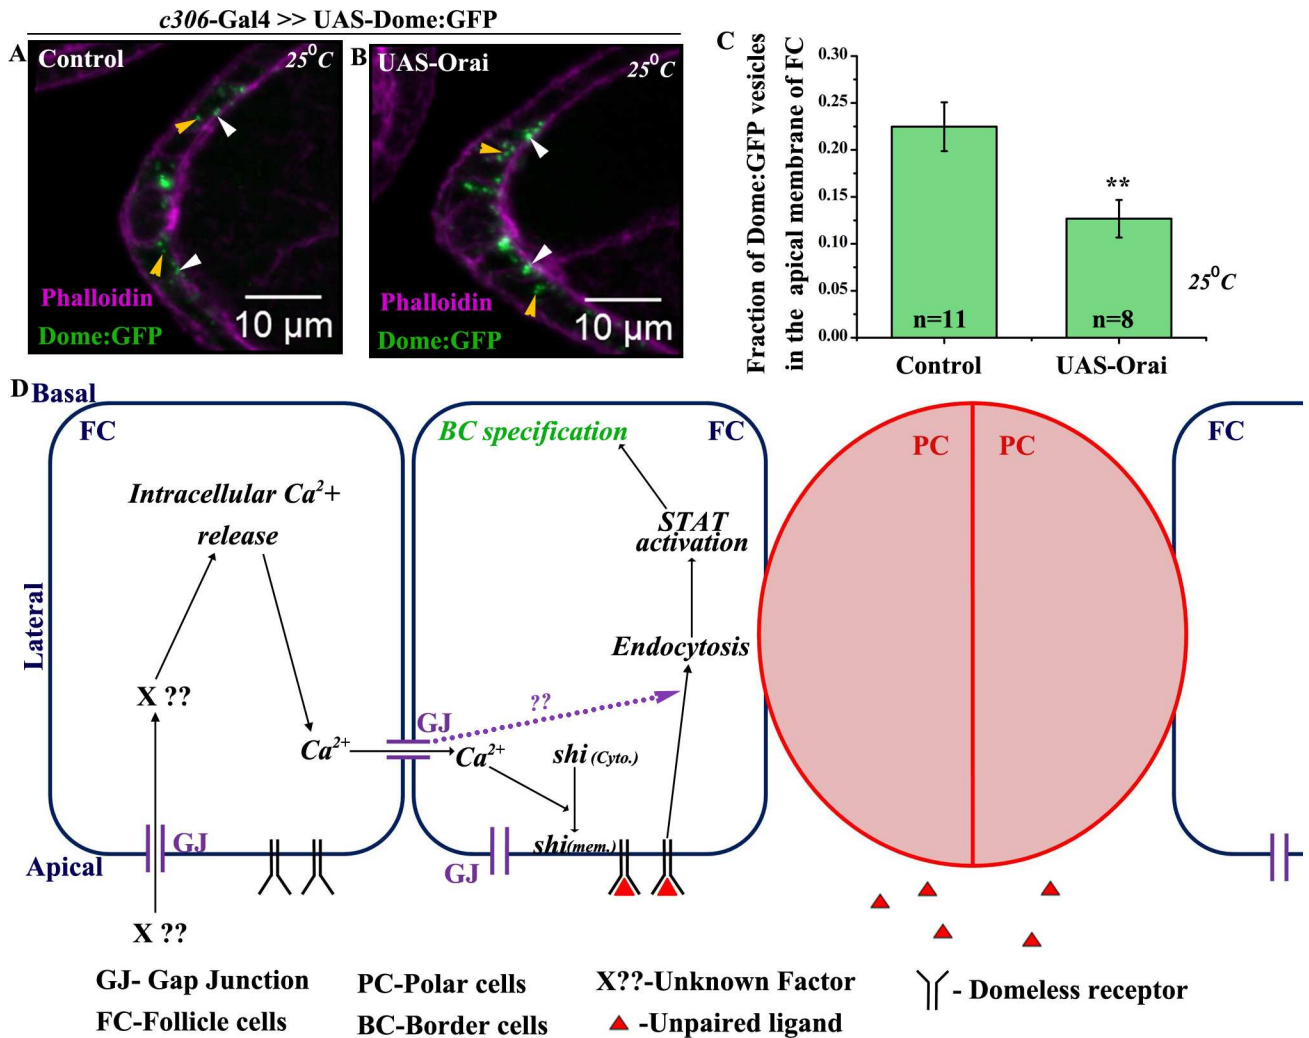 c306-Gal4 >> UAS-Dome:GFP
A
Control
25⁰C
Phalloidin
Dome:GFP
10 µm
B
UAS-Orai
25⁰C
Phalloidin
Dome:GFP
10 µm
C
Fraction of Dome:GFP vesicles
in the apical membrane of FC
0.30
0.25
0.20
0.15
0.10
0.05
0.00
**
n=11
n=8
25⁰C
Control
UAS-Orai
D
Basal
Lateral
Apical
FC
Intracellular Ca²+
release
X ??
Ca²⁺
GJ
X ??
BC specification
FC
STAT
activation
Endocytosis
??
GJ
Ca²⁺
shi (Cyto.)
shi(mem.)
GJ
PC
PC
FC
GJ- Gap Junction
PC-Polar cells
X??-Unknown Factor
- Domeless receptor
FC-Follicle cells
BC-Border cells
-Unpaired ligand